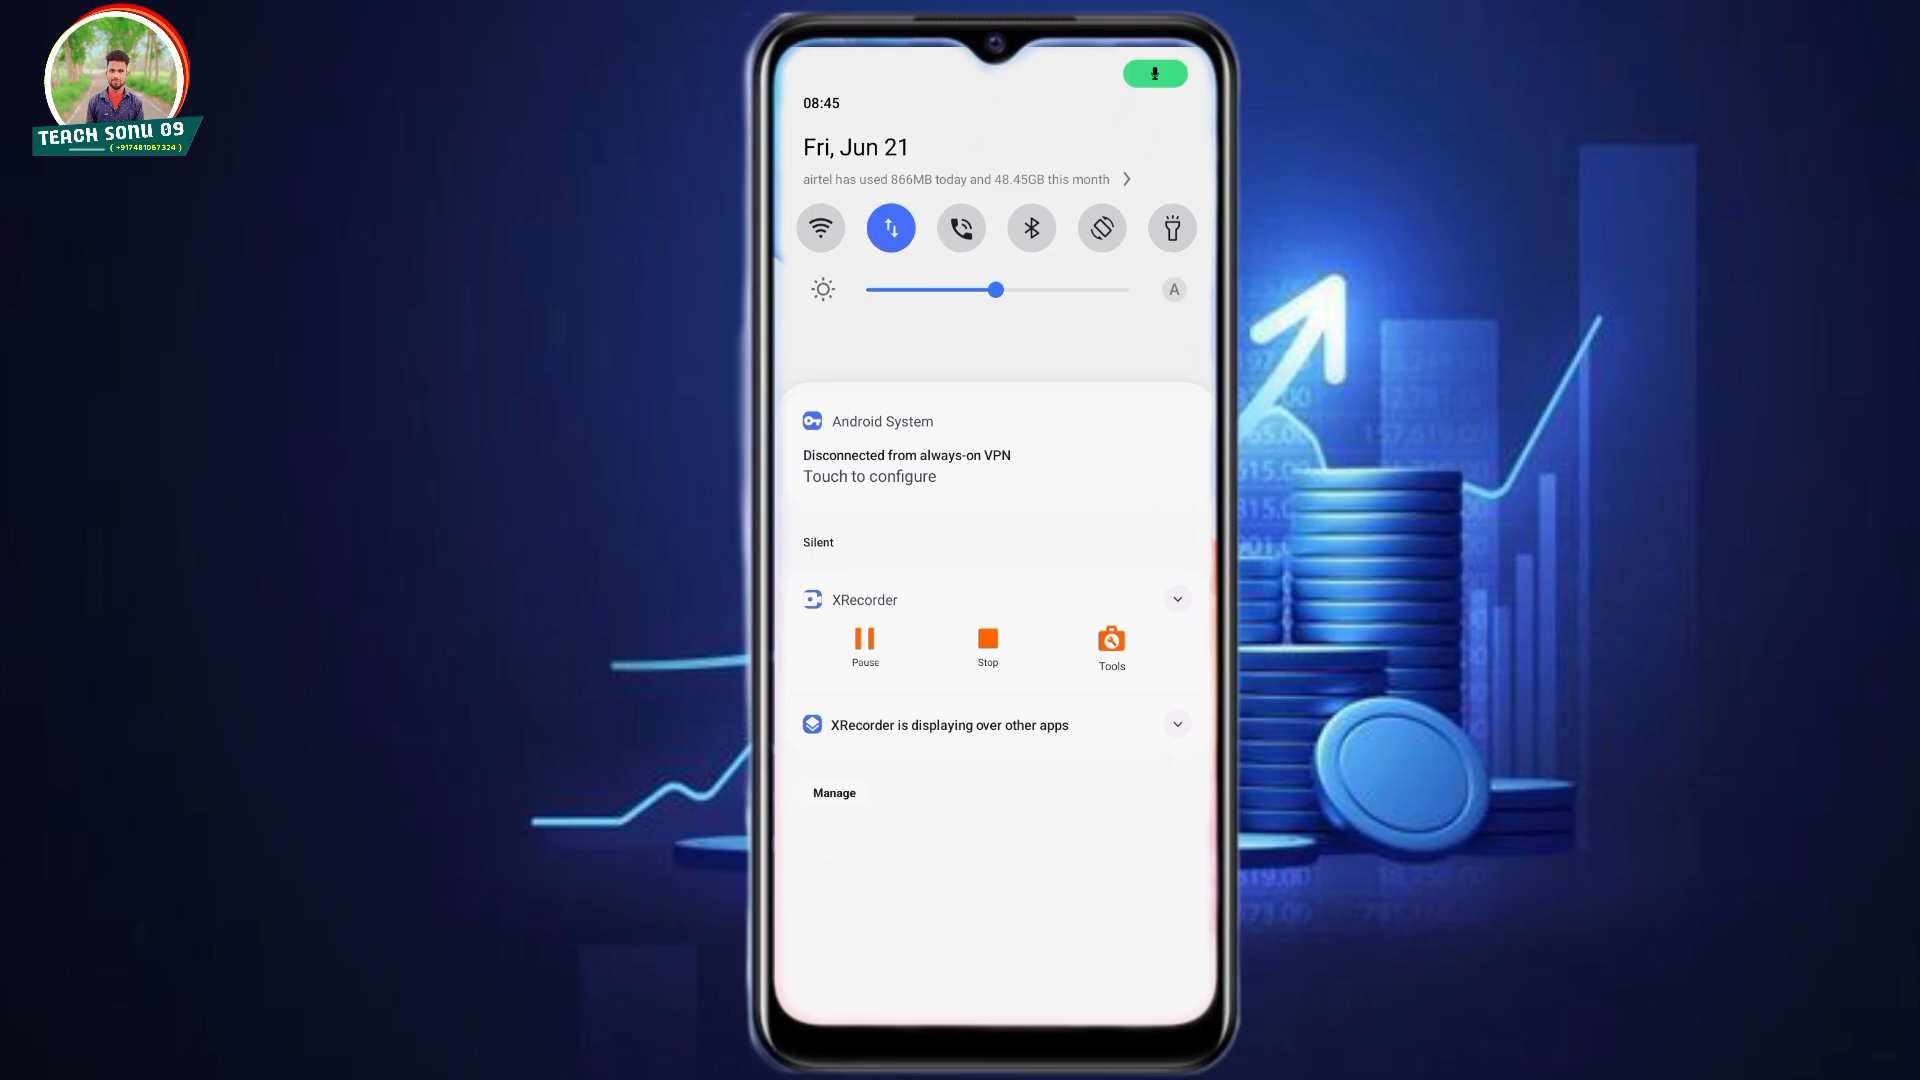 TEACH SONU 09
( +917481067324 )
08:45
Fri, Jun 21
airtel has used 866MB today and 48.45GB this month
A
Android System
Disconnected from always-on VPN
Touch to configure
Silent
XRecorder
Pause
Stop
Tools
XRecorder is displaying over other apps
Manage